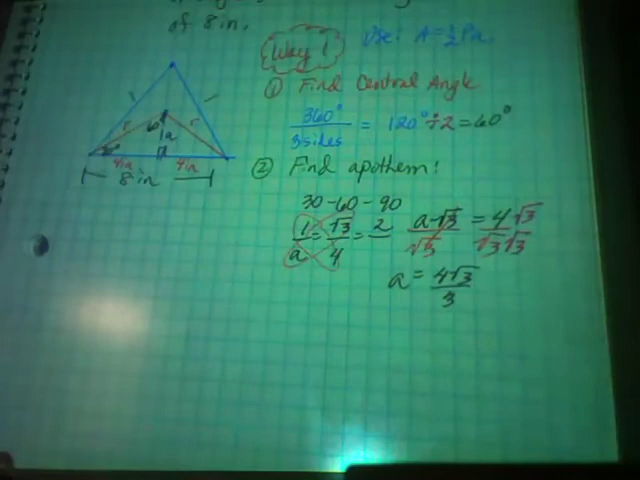 of 8 in.
Way 1
Use: A = 1/2 Pa.
① Find Central Angle
360° / 3 sides = 120° ÷ 2 = 60°
② Find apothem:
30-60-90
1/a = √3/4 = 2
a√3/√3 = 4√3/√3√3
a = 4√3/3
r r
60° a
4in 4in
8 in